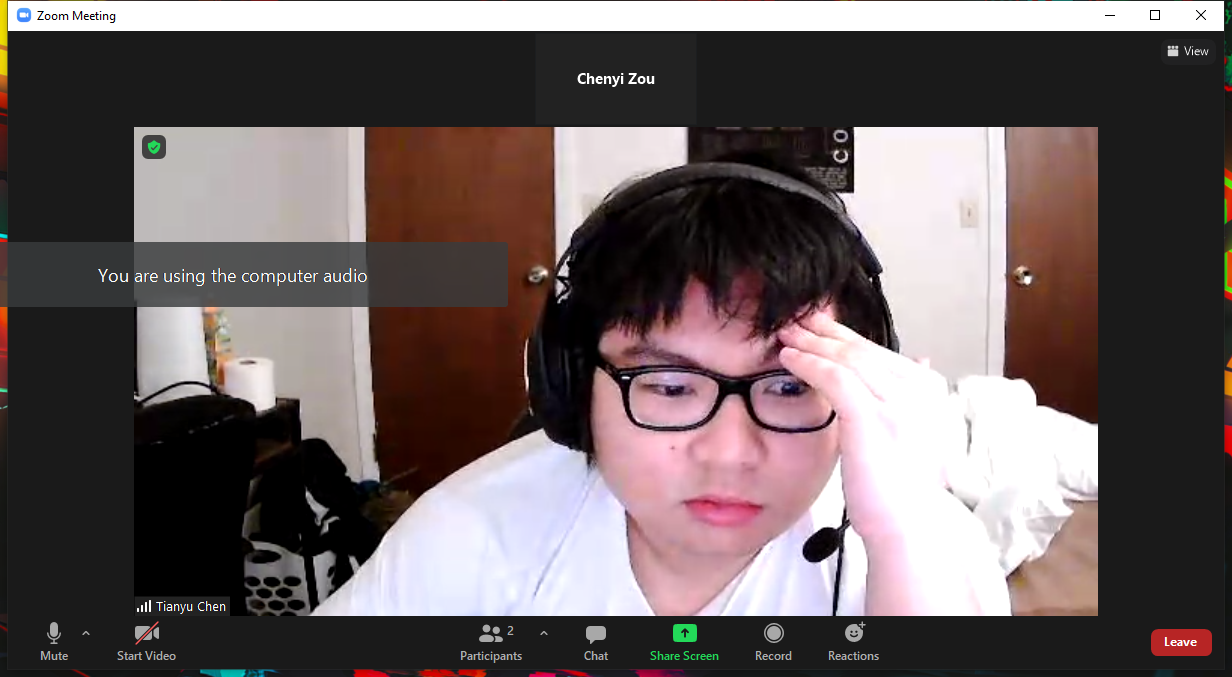 Zoom Meeting
View
Chenyi Zou
CO
You are using the computer audio
Tianyu Chen
Mute
Start Video
Participants
2
Chat
Share Screen
Record
Reactions
Leave